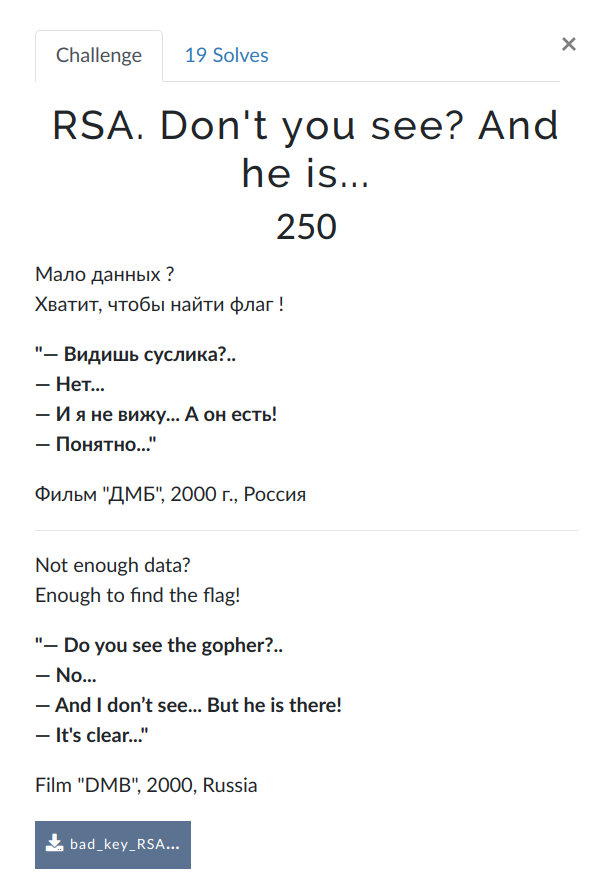 Challenge
19 Solves
×
RSA. Don't you see? And
he is...
250
Мало данных ?
Хватит, чтобы найти флаг !
"— Видишь суслика?..
— Нет...
— И я не вижу... А он есть!
— Понятно..."
Фильм "ДМБ", 2000 г., Россия
Not enough data?
Enough to find the flag!
"— Do you see the gopher?..
— No...
— And I don’t see... But he is there!
— It's clear..."
Film "DMB", 2000, Russia
bad_key_RSA...